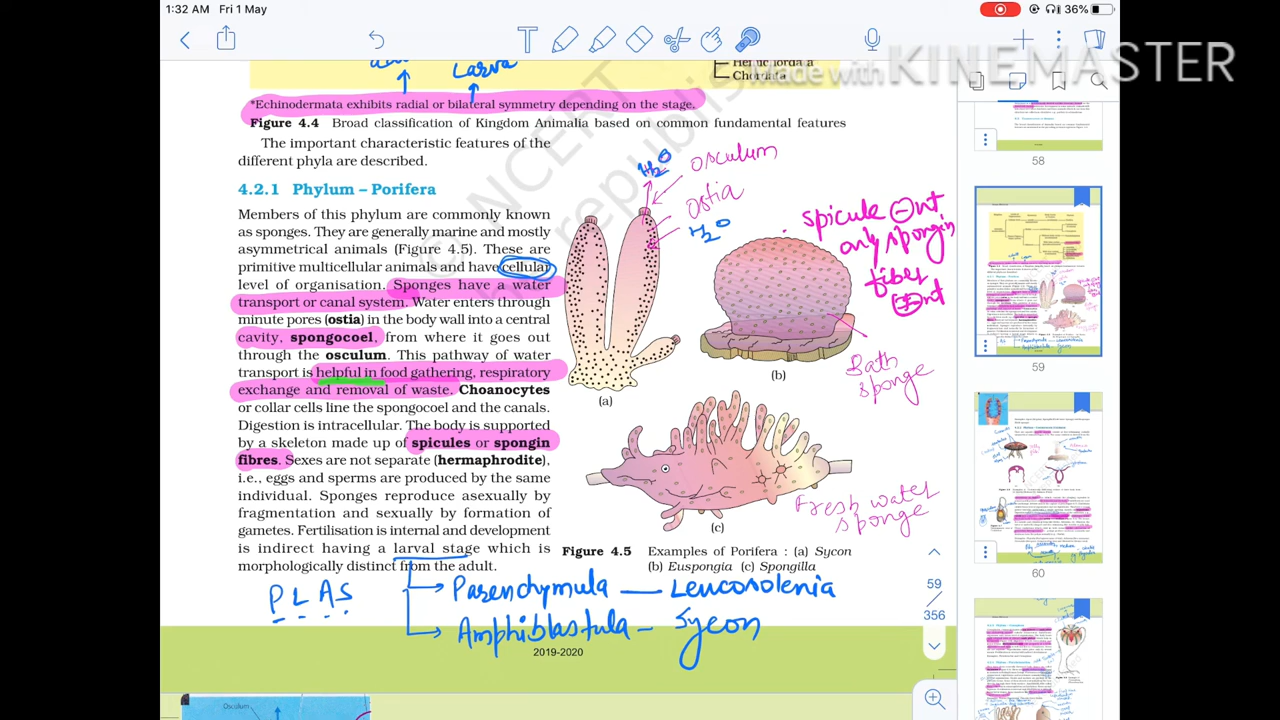 1:32 AM Fri 1 May
36%
Made with KINEMASTER
Larva
Hemichordata
Chordata
*Echinodermata exhibits radial or bilateral symmetry depending on the stage.
Figure 4. common fundamental features
The important characteristic features of the
different phyla are described.
4.2.1 Phylum – Porifera
Members of this phylum are commonly known
as sponges. They are generally marine and mostly
asymmetrical animals (Figure 4.5). These are
primitive multicellular animals and have cellular
level of organisation. Sponges have a water
transport or canal system. Water enters through
minute pores (ostia) in the body wall into a central
cavity, spongocoel, from where it goes out
through the osculum. This pathway of water
transport is helpful in food gathering, respiratory
exchange and removal of waste. Choanocytes
or collar cells line the spongocoel and the canals.
Digestion is intracellular. The body is supported
by a skeleton made up of spicules or spongin
fibres. Sexes are not separate (hermaphrodite),
i.e., eggs and sperms are produced by the same
individual. Sponges reproduce asexually by
fragmentation and sexually by formation of
gametes. Fertilisation is internal and development
is indirect having a larval stage which is
morphologically distinct from the adult.
H2O
Osculum
Ostia
H2O
Spicule ⊖nt
only spongin
fiber
⊕nt
Bath
sponge
(a)
(b)
Fresh water
sponge
Figure 4.5 Examples of Porifera: (a) Sycon
(b) Euspongia (c) Spongilla
P L A S
Parenchymula — Leucosolenia
Amphiblastula – Sycon
2019-2020
Osculum
58
59
60
59
356